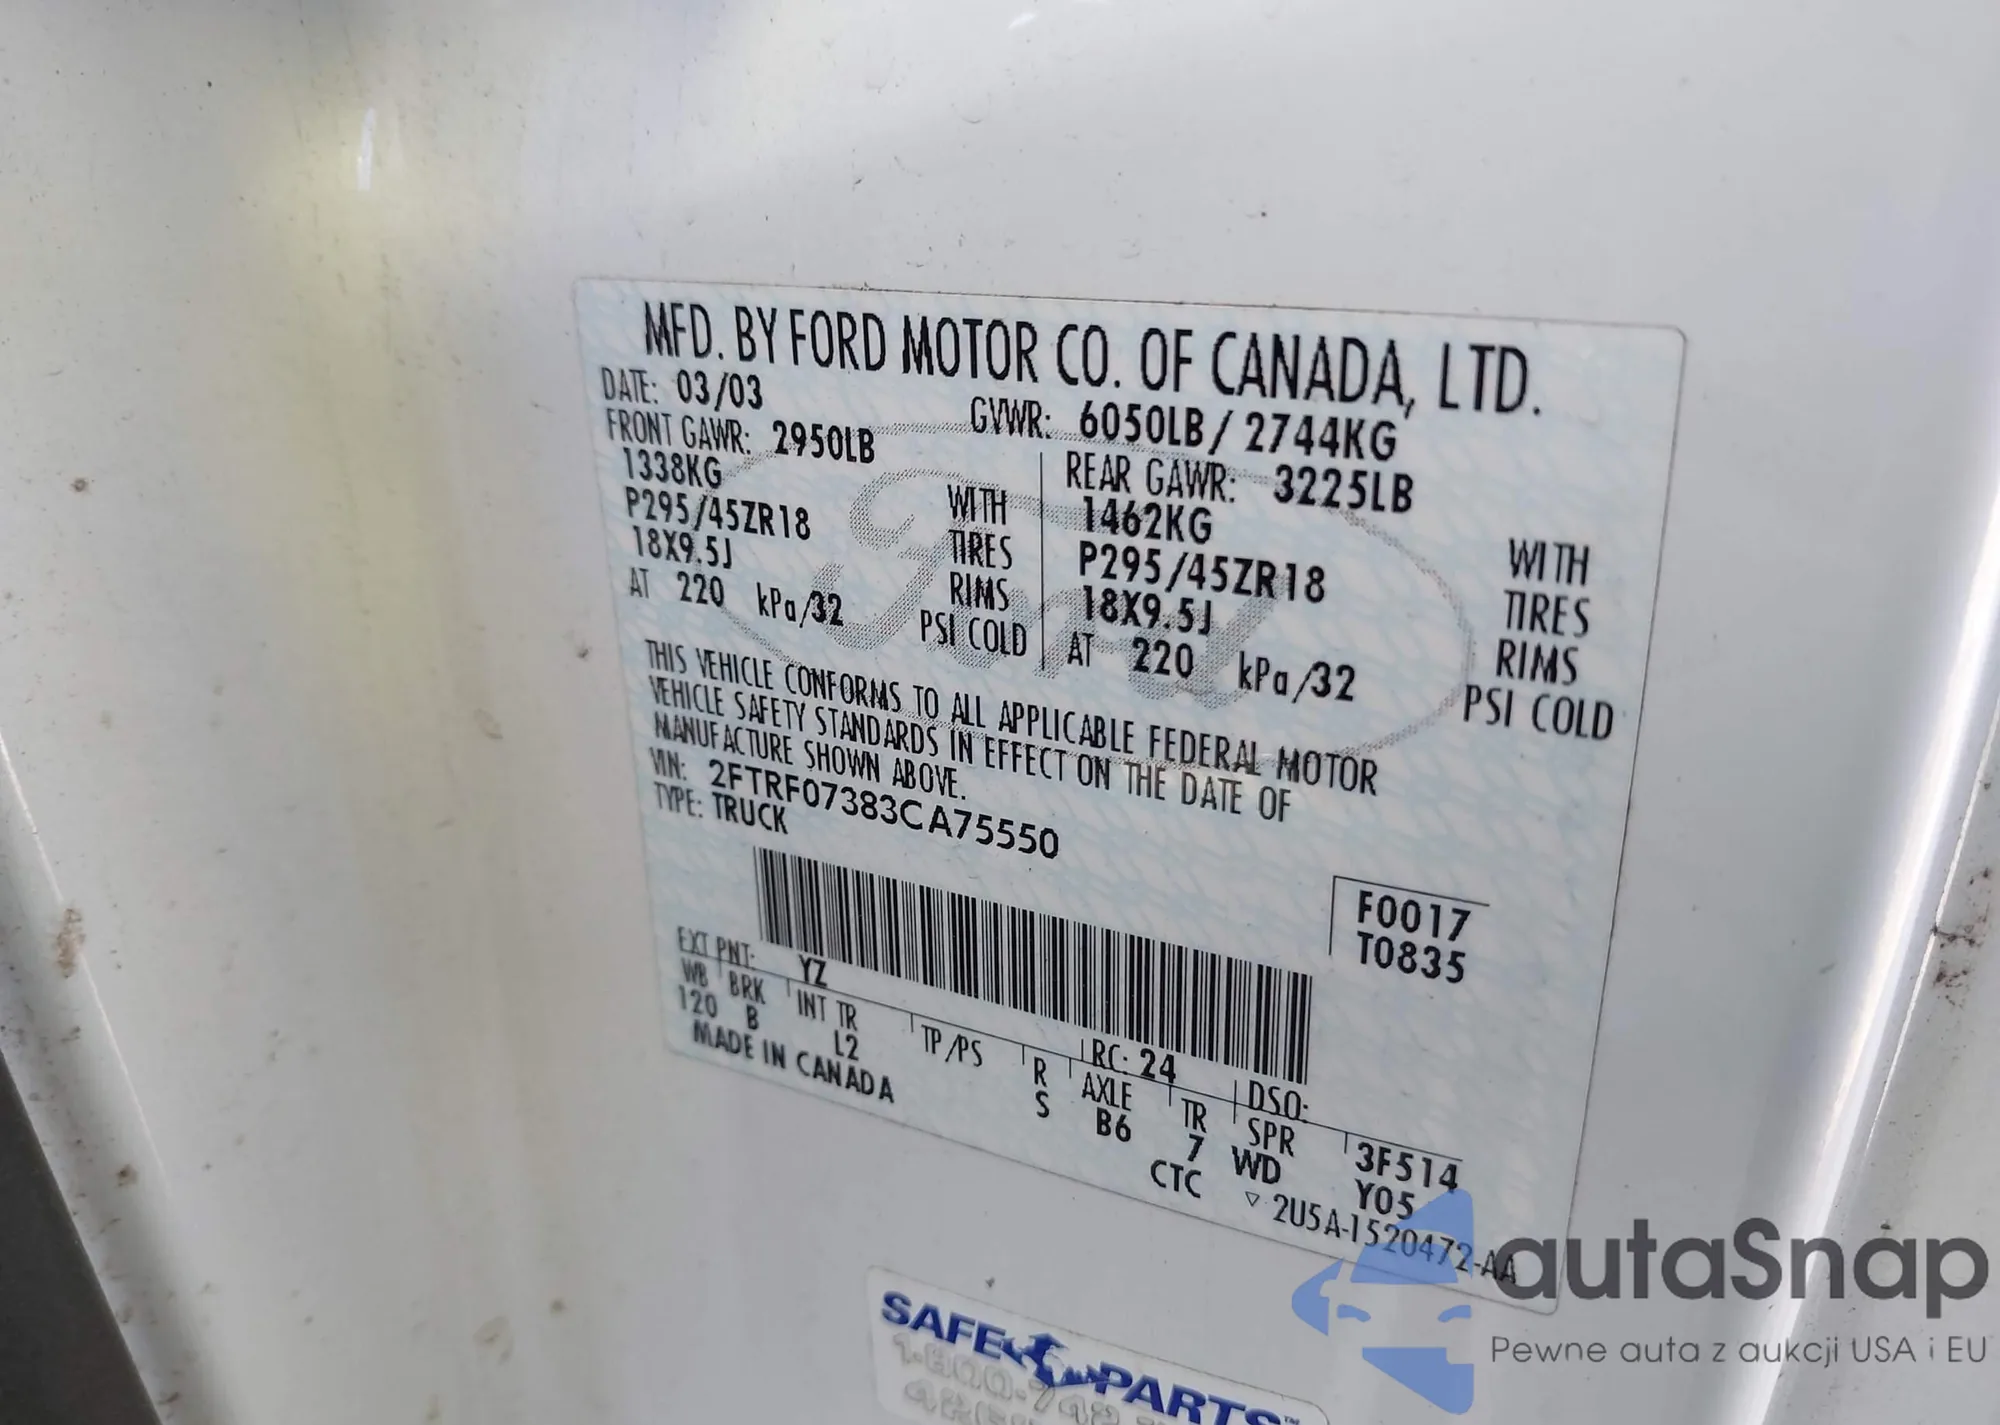 MFD. BY FORD MOTOR CO. OF CANADA, LTD.
DATE: 03/03 GVWR: 6050LB/2744KG
FRONT GAWR: 2950LB REAR GAWR: 3225LB
1338KG WITH 1462KG WITH
P295/45ZR18 TIRES P295/45ZR18 TIRES
18X9.5J RIMS 18X9.5J RIMS
AT 220 kPa/32 PSI COLD AT 220 kPa/32 PSI COLD
THIS VEHICLE CONFORMS TO ALL APPLICABLE FEDERAL MOTOR
VEHICLE SAFETY STANDARDS IN EFFECT ON THE DATE OF
MANUFACTURE SHOWN ABOVE.
VIN: 2FTRF07383CA75550
TYPE: TRUCK
F0017
T0835
EXT PNT: YZ RC: 24 DSO:
WB BRK INT TR TP/PS R AXLE TR SPR 3F514
120 B L2 S B6 7 WD Y05
MADE IN CANADA CTC ▽ 2U5A-1520472-AA
Ford
SAFE PARTS™
autaSnap
Pewne auta z aukcji USA i EU